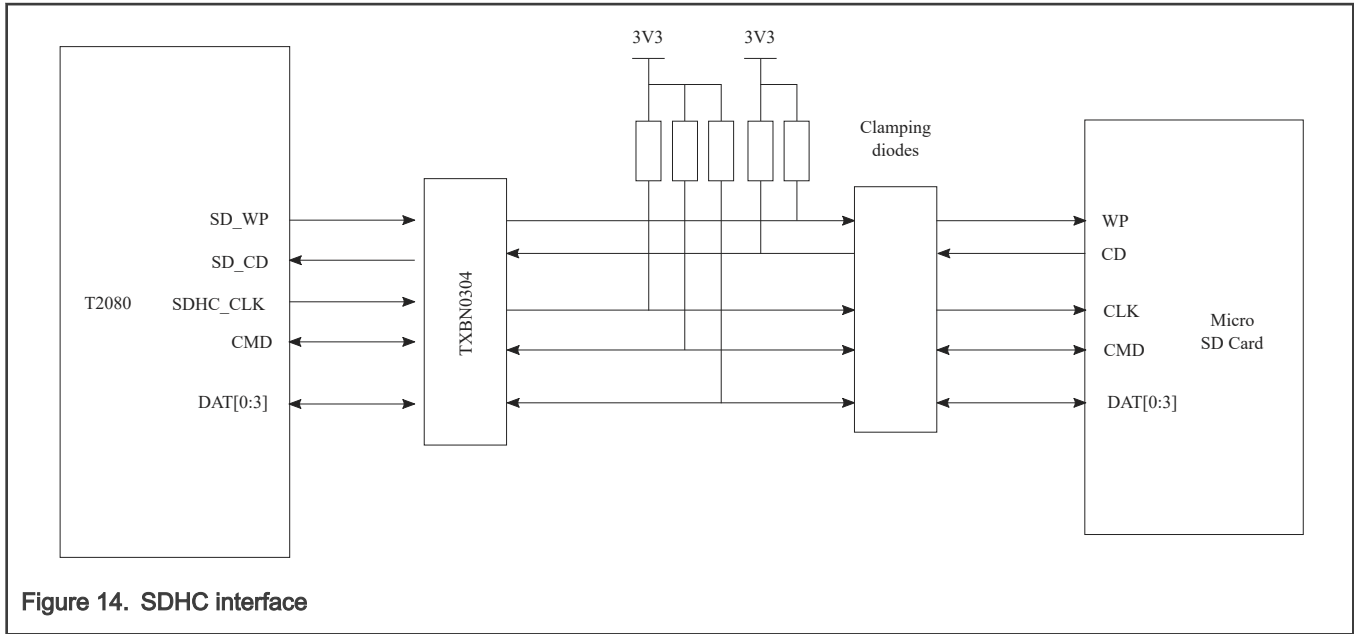 3V3
3V3
Clamping
diodes
SD_WP
SD_CD
T2080
SDHC_CLK
CMD
DAT[0:3]
TXBN0304
WP
CD
CLK
Micro
SD Card
CMD
DAT[0:3]
Figure 14. SDHC interface